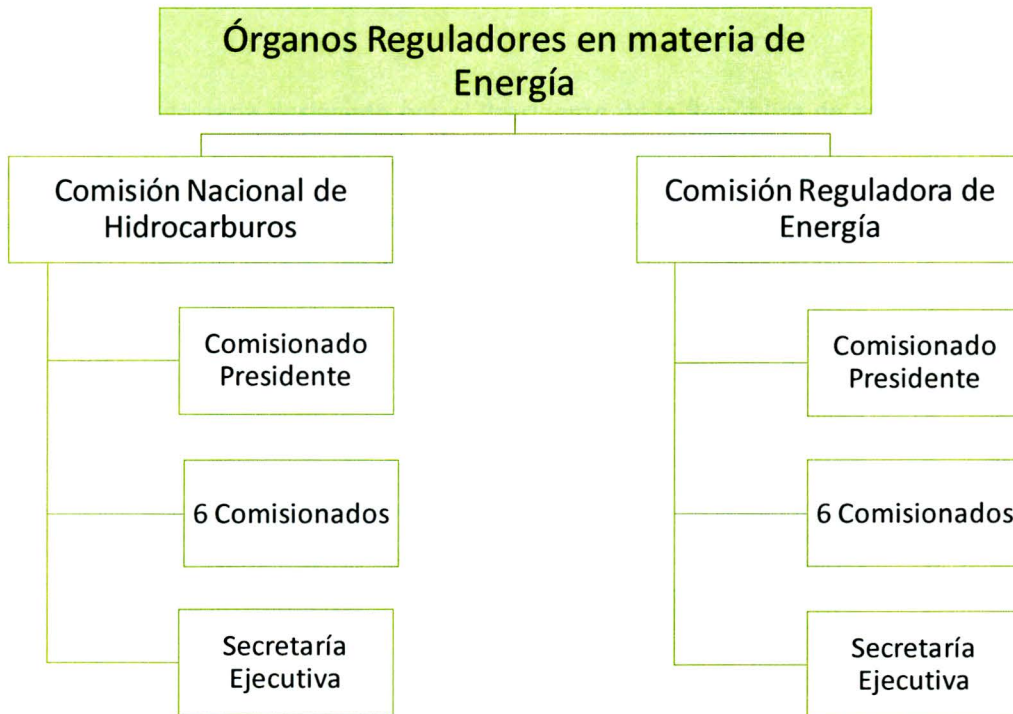 Órganos Reguladores en materia de
Energía
Comisión Nacional de
Hidrocarburos
Comisionado
Presidente
6 Comisionados
Secretaría
Ejecutiva
Comisión Reguladora de
Energía
Comisionado
Presidente
6 Comisionados
Secretaría
Ejecutiva